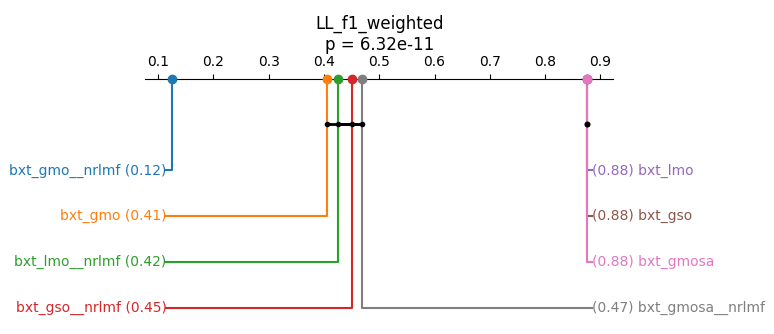 LL_f1_weighted
p = 6.32e-11
0.1 0.2 0.3 0.4 0.5 0.6 0.7 0.8 0.9
bxt_gmo__nrlmf (0.12) (0.88) bxt_lmo
bxt_gmo (0.41) (0.88) bxt_gso
bxt_lmo__nrlmf (0.42) (0.88) bxt_gmosa
bxt_gso__nrlmf (0.45) (0.47) bxt_gmosa__nrlmf